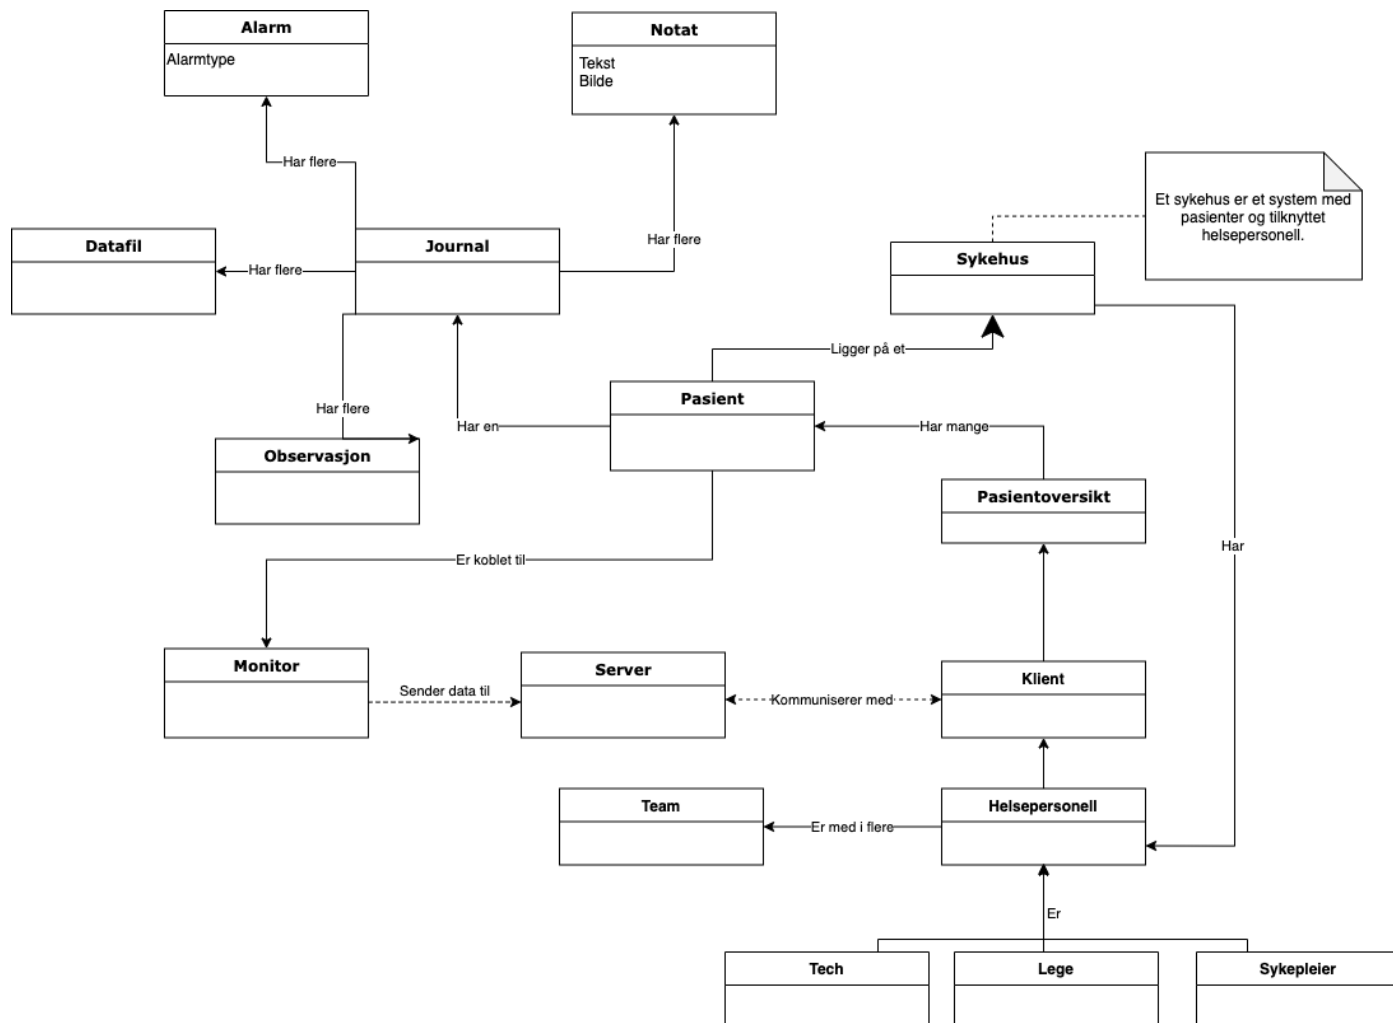 Alarm
Alarmtype
Notat
Tekst
Bilde
Har flere
Har flere
Et sykehus er et system med
pasienter og tilknyttet
helsepersonell.
Datafil
Har flere
Journal
Sykehus
Ligger på et
Pasient
Har flere
Har en
Har mange
Observasjon
Pasientoversikt
Er koblet til
Har
Monitor
Sender data til
Server
Kommuniserer med
Klient
Team
Er med i flere
Helsepersonell
Er
Tech
Lege
Sykepleier